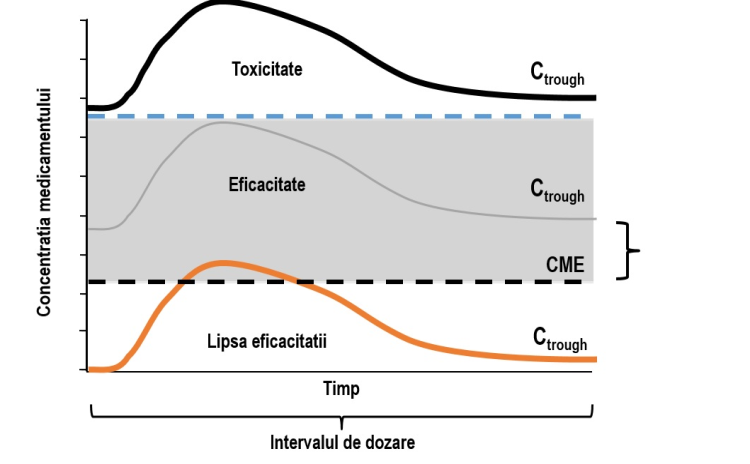 Concentratia medicamentului
Toxicitate
Ctrough
Eficacitate
Ctrough
CME
Lipsa eficacitatii
Ctrough
Timp
Intervalul de dozare